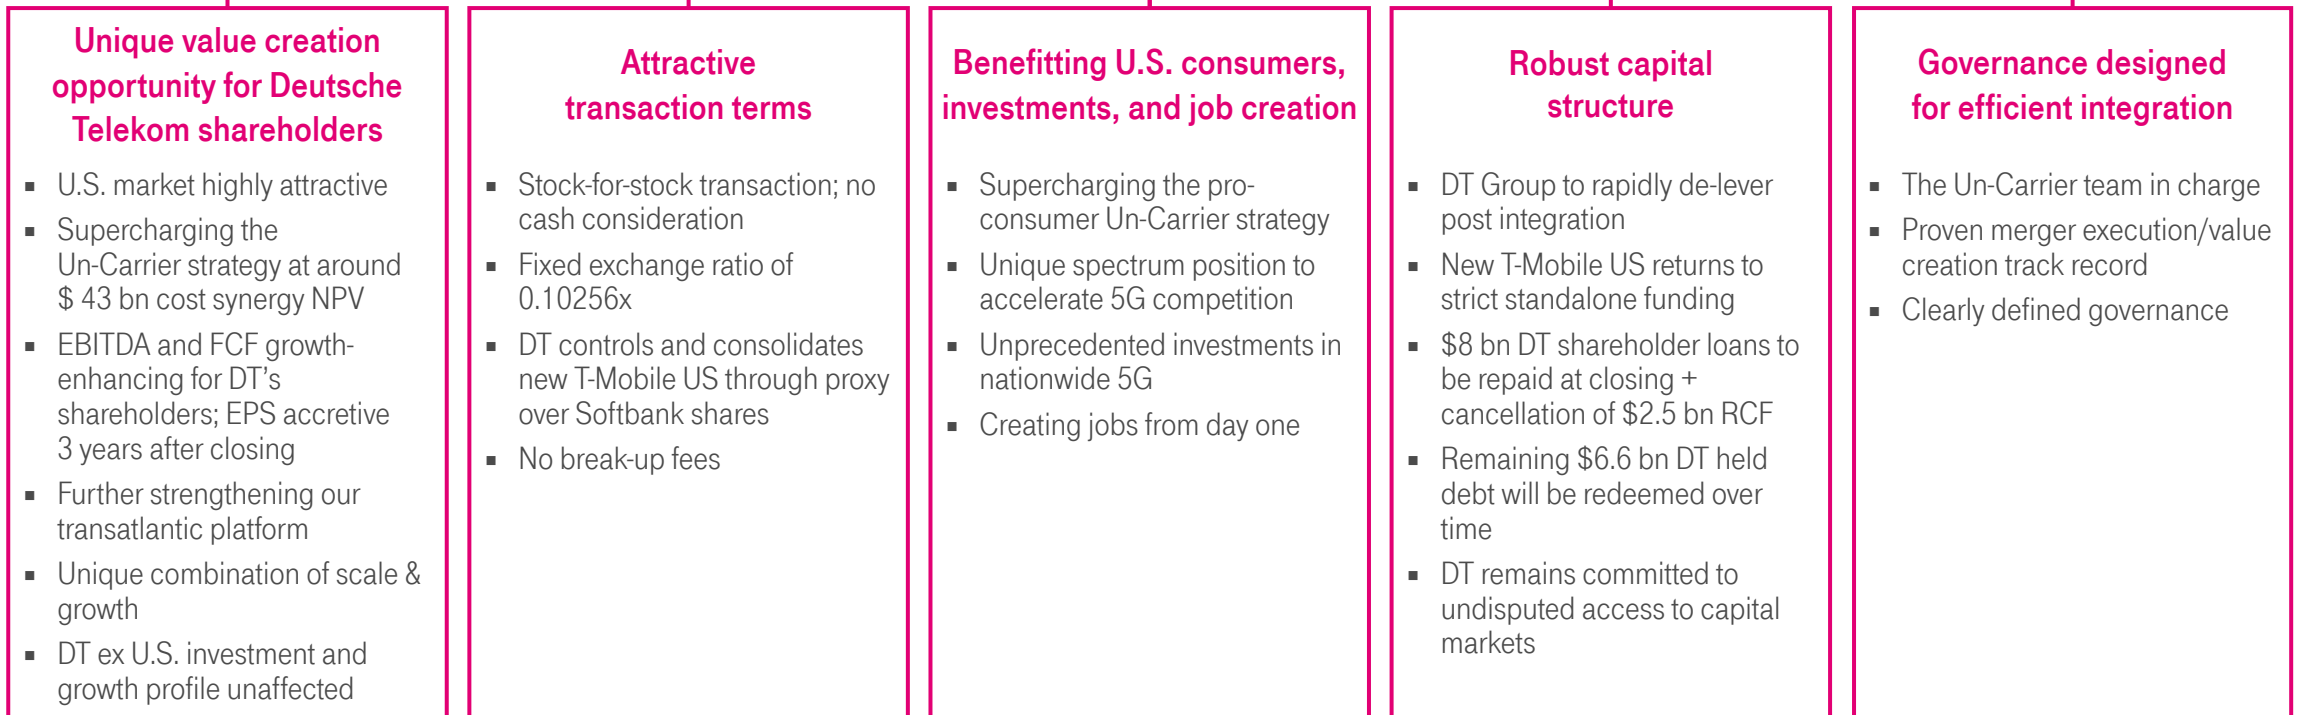 Unique value creation
opportunity for Deutsche
Telekom shareholders
▪ U.S. market highly attractive
▪ Supercharging the
Un-Carrier strategy at around
$ 43 bn cost synergy NPV
▪ EBITDA and FCF growth-
enhancing for DT's
shareholders; EPS accretive
3 years after closing
▪ Further strengthening our
transatlantic platform
▪ Unique combination of scale &
growth
▪ DT ex U.S. investment and
growth profile unaffected
Attractive
transaction terms
▪ Stock-for-stock transaction; no
cash consideration
▪ Fixed exchange ratio of
0.10256x
▪ DT controls and consolidates
new T-Mobile US through proxy
over Softbank shares
▪ No break-up fees
Benefitting U.S. consumers,
investments, and job creation
▪ Supercharging the pro-
consumer Un-Carrier strategy
▪ Unique spectrum position to
accelerate 5G competition
▪ Unprecedented investments in
nationwide 5G
▪ Creating jobs from day one
Robust capital
structure
▪ DT Group to rapidly de-lever
post integration
▪ New T-Mobile US returns to
strict standalone funding
▪ $8 bn DT shareholder loans to
be repaid at closing +
cancellation of $2.5 bn RCF
▪ Remaining $6.6 bn DT held
debt will be redeemed over
time
▪ DT remains committed to
undisputed access to capital
markets
Governance designed
for efficient integration
▪ The Un-Carrier team in charge
▪ Proven merger execution/value
creation track record
▪ Clearly defined governance